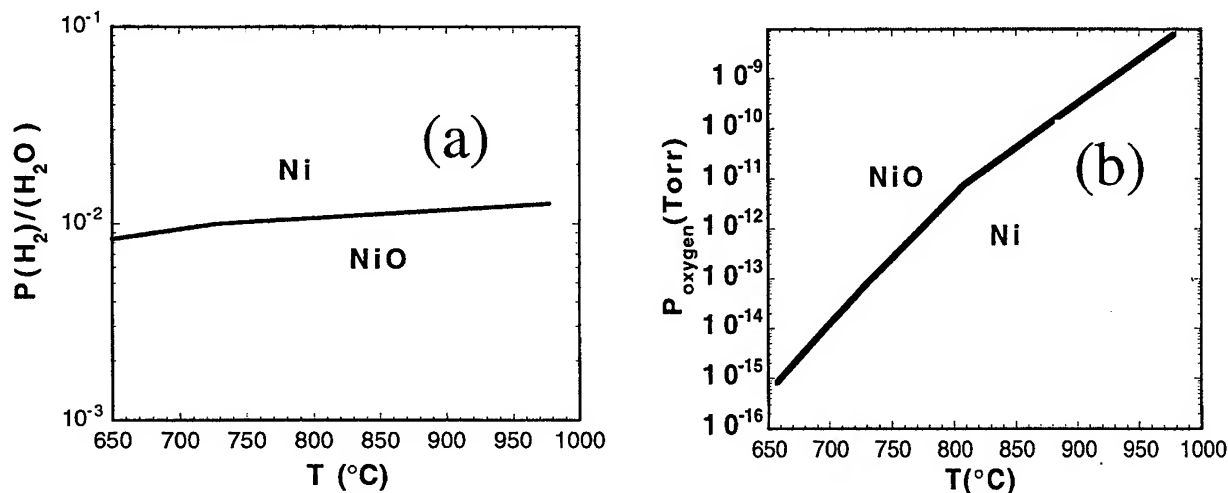 10⁻¹
10⁻²
10⁻³
P(H₂)/(H₂O)
(a)
Ni
NiO
650 700 750 800 850 900 950 1000
T (°C)
10⁻⁹
10⁻¹⁰
10⁻¹¹
10⁻¹²
10⁻¹³
10⁻¹⁴
10⁻¹⁵
10⁻¹⁶
P_oxygen(Torr)
(b)
NiO
Ni
650 700 750 800 850 900 950 1000
T(°C)